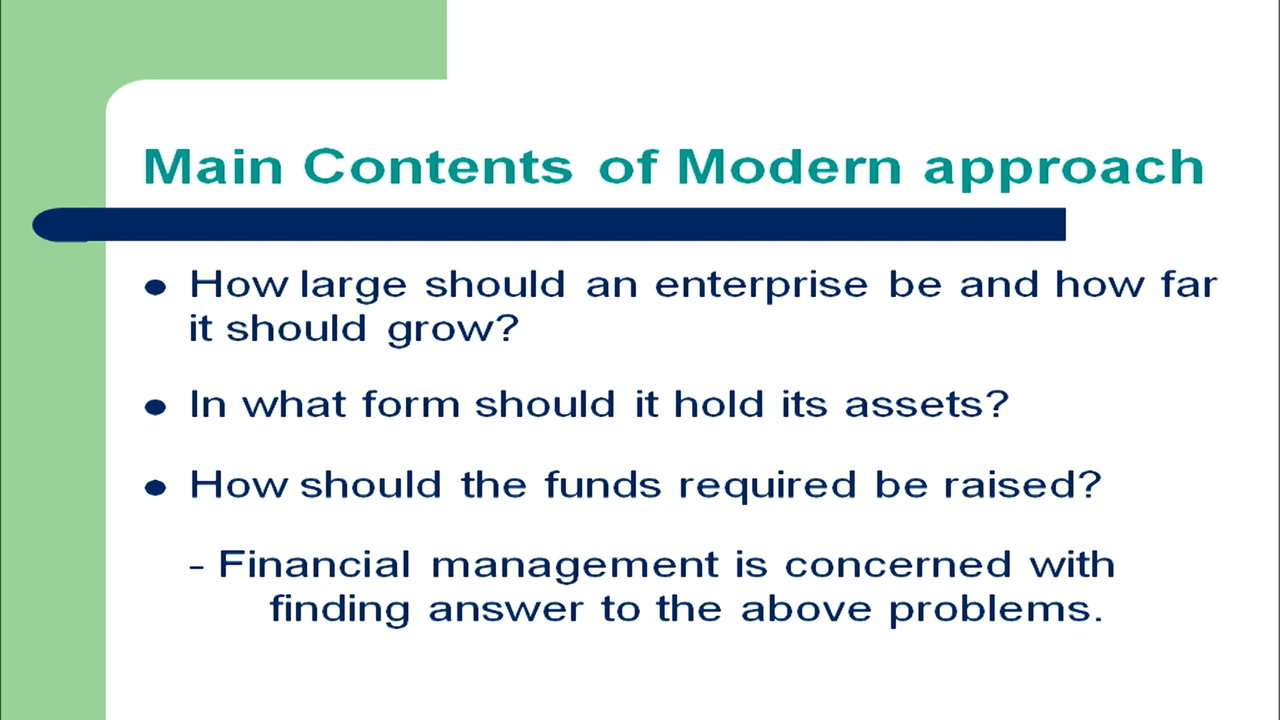 Main Contents of Modern approach
• How large should an enterprise be and how far
it should grow?
• In what form should it hold its assets?
• How should the funds required be raised?
- Financial management is concerned with
finding answer to the above problems.